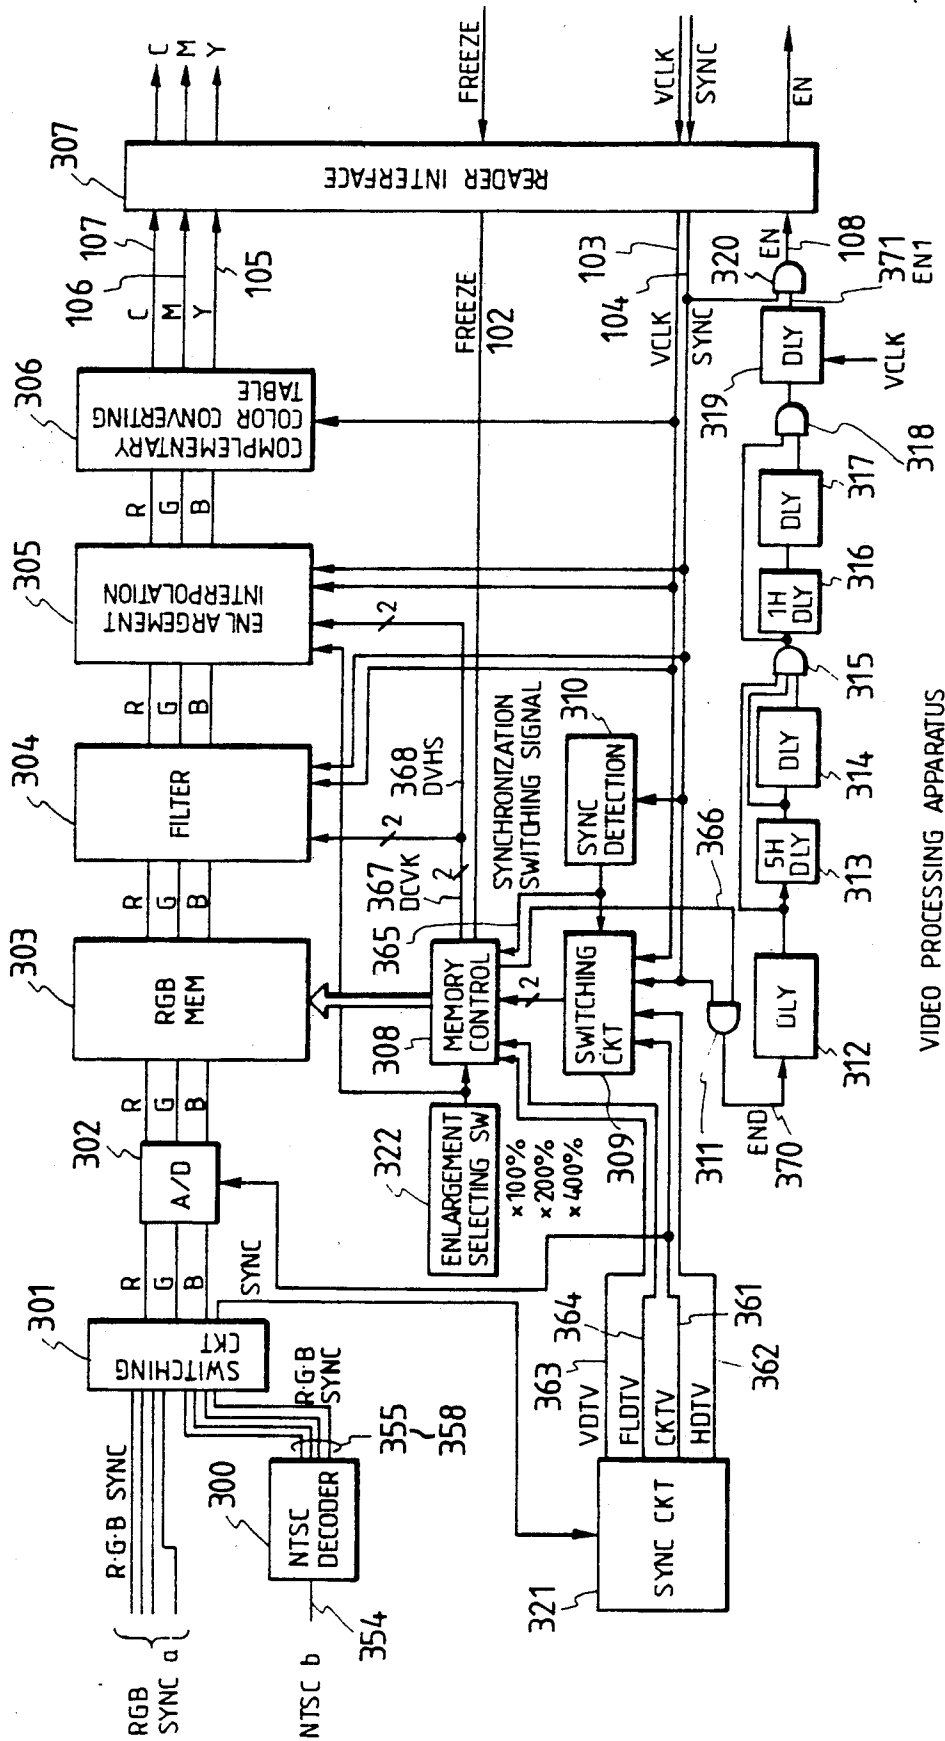 RGB
SYNC a
R·G·B SYNC
NTSC b
354
300
NTSC
DECODER
355
358
R·G·B
SYNC
301
SWITCHING
CKT
R
G
B
SYNC
302
A/D
R
G
B
303
RGB
MEM
R
G
B
304
FILTER
R
G
B
305
ENLARGEMENT
INTERPOLATION
R
G
B
306
COMPLEMENTARY
COLOR CONVERTING
TABLE
C
M
Y
106
107
105
307
READER INTERFACE
C
M
Y
FREEZE
VCLK
SYNC
EN
FREEZE
102
103
104
VCLK
SYNC
322
ENLARGEMENT
SELECTING SW
×100%
×200%
×400%
308
MEMORY
CONTROL
365
367
DCVK
368
DVHS
2
2
2
2
SYNCHRONIZATION
SWITCHING SIGNAL
309
SWITCHING
CKT
310
SYNC
DETECTION
366
321
SYNC CKT
VDTV
FLDTV
CKTV
HDTV
363
364
361
362
311
END
370
312
DLY
313
5H
DLY
314
DLY
315
316
1H
DLY
317
DLY
318
319
DLY
VCLK
320
EN
108
371
EN1
VIDEO PROCESSING APPARATUS